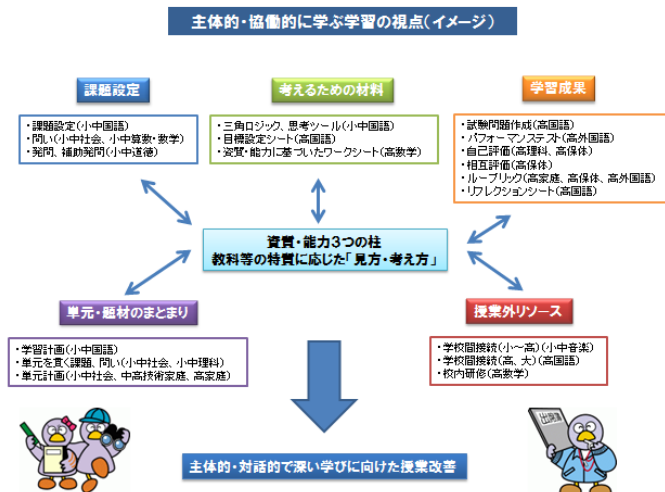 主体的・協働的に学ぶ学習の視点(イメージ)
課題設定
・課題設定(小中国語)
・問い(小中社会、小中算数・数学)
・発問、補助発問(小中道徳)
考えるための材料
・三角ロジック、思考ツール(小中国語)
・目標設定シート(高国語)
・資質・能力に基づいたワークシート(高数学)
学習成果
・試験問題作成(高国語)
・パフォーマンステスト(高外国語)
・自己評価(高理科、高保体)
・相互評価(高保体)
・ルーブリック(高家庭、高保体、高外国語)
・リフレクションシート(高国語)
資質・能力3つの柱
教科等の特質に応じた「見方・考え方」
単元・題材のまとまり
・学習計画(小中国語)
・単元を貫く課題、問い(小中社会、小中理科)
・単元計画(小中社会、中高技術家庭、高家庭)
授業外リソース
・学校間接続(小～高)(小中音楽)
・学校間接続(高、大)(高国語)
・校内研修(高数学)
出席簿
主体的・対話的で深い学びに向けた授業改善